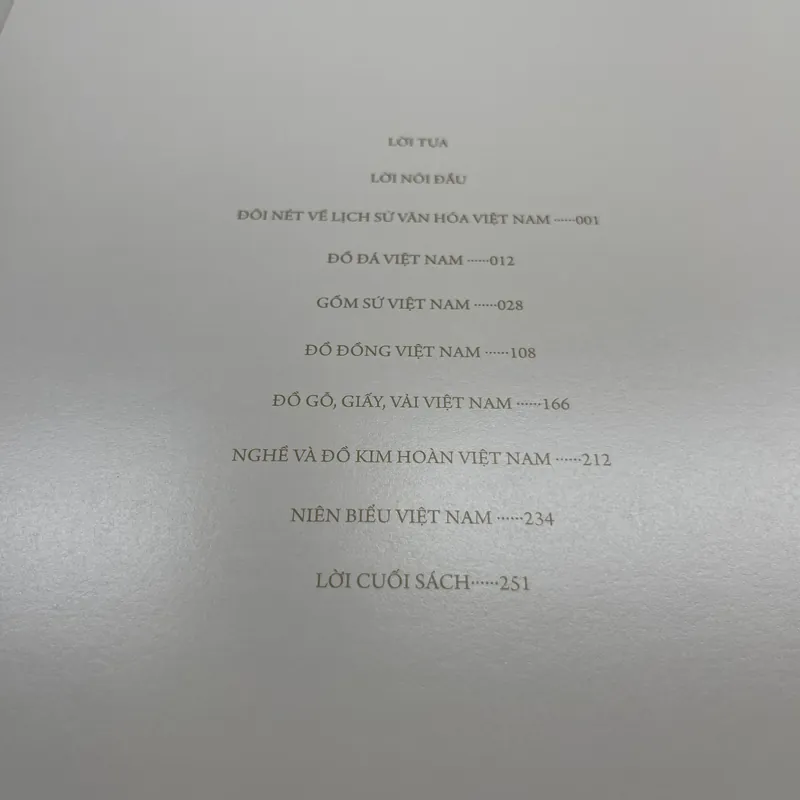 LỜI TỰA
LỜI NÓI ĐẦU
ĐÔI NÉT VỀ LỊCH SỬ VĂN HÓA VIỆT NAM ······001
ĐỒ ĐÁ VIỆT NAM ······012
GỐM SỨ VIỆT NAM ······028
ĐỒ ĐỒNG VIỆT NAM ······108
ĐỒ GỖ, GIẤY, VẢI VIỆT NAM ······166
NGHỀ VÀ ĐỒ KIM HOÀN VIỆT NAM ······212
NIÊN BIỂU VIỆT NAM ······234
LỜI CUỐI SÁCH······251